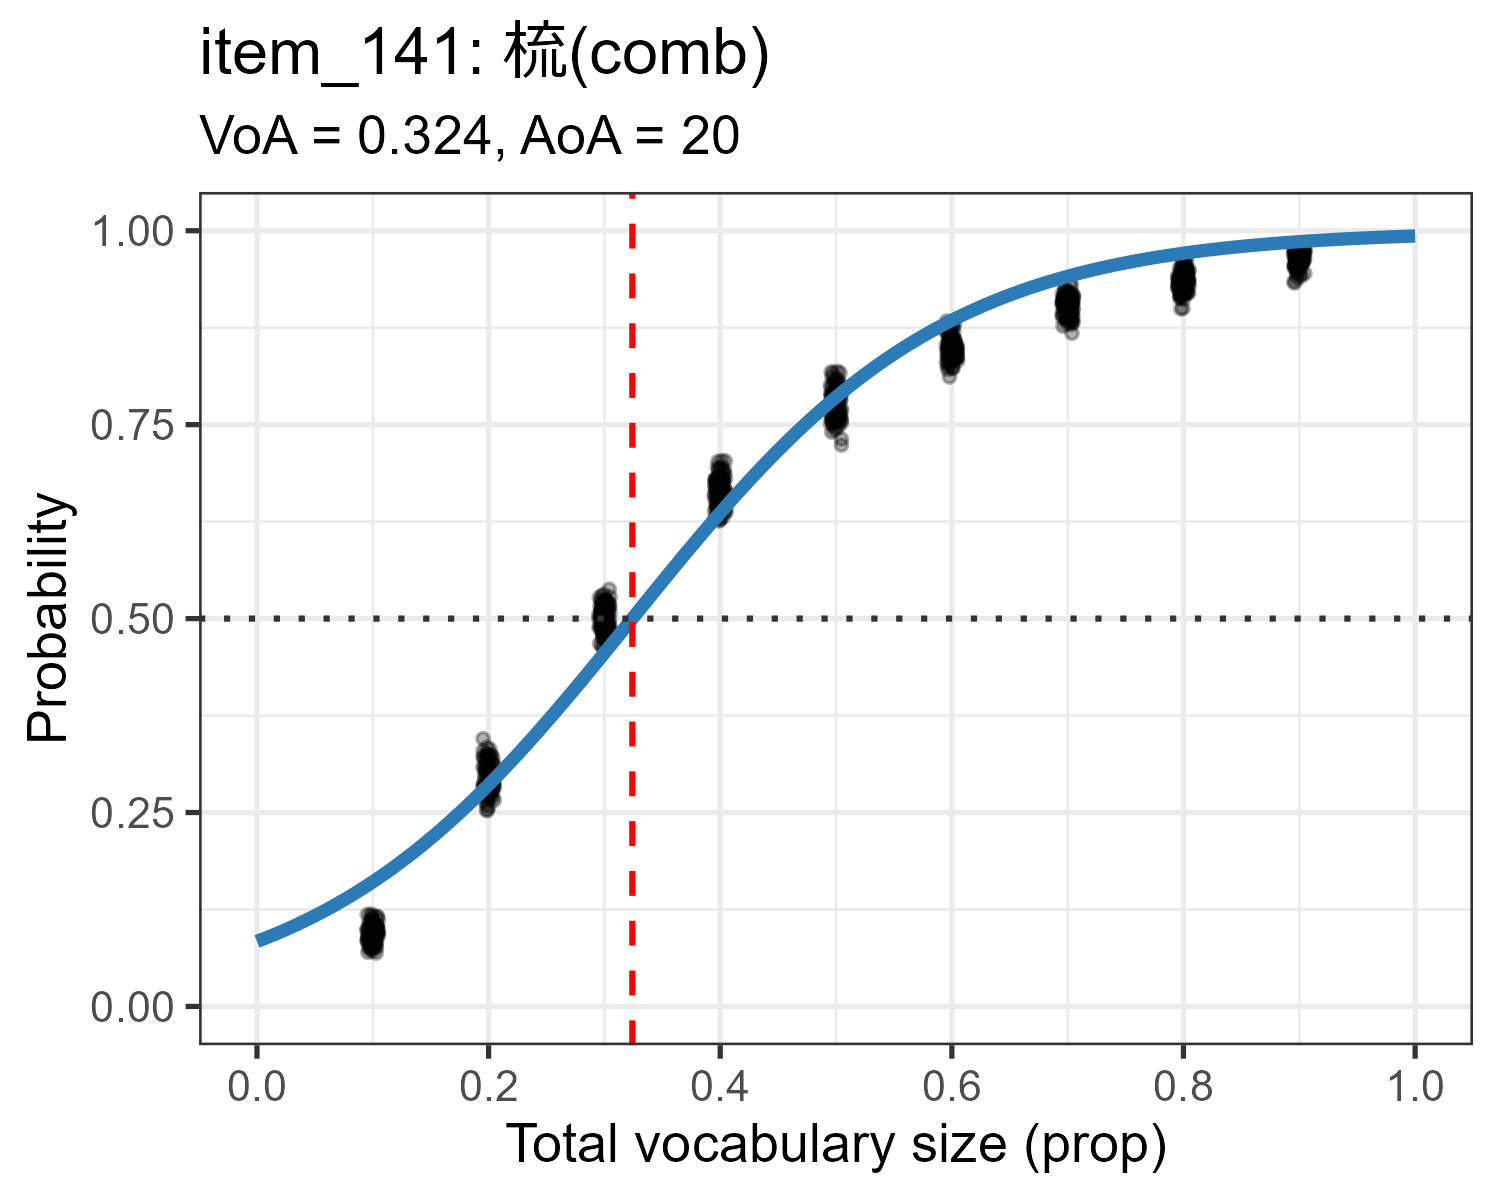 item_141: 梳(comb)
VoA = 0.324, AoA = 20
1.00
0.75
0.50
0.25
0.00
Probability
0.0 0.2 0.4 0.6 0.8 1.0
Total vocabulary size (prop)